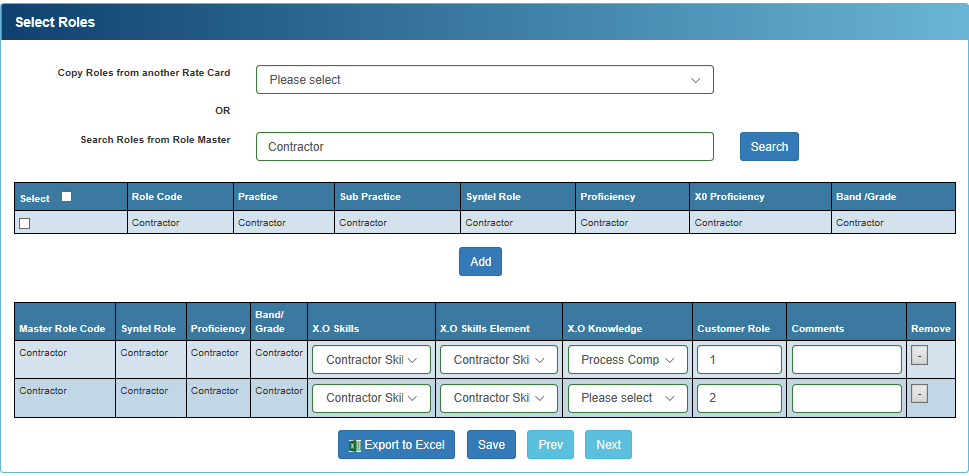 Select Roles
Copy Roles from another Rate Card Please select
OR
Search Roles from Role Master Contractor Search
Select Role Code Practice Sub Practice Syntel Role Proficiency X0 Proficiency Band /Grade
Contractor Contractor Contractor Contractor Contractor Contractor Contractor
Add
Master Role Code Syntel Role Proficiency Band/ Grade X.O Skills X.O Skills Element X.O Knowledge Customer Role Comments Remove
Contractor Contractor Contractor Contractor Contractor Skil Contractor Ski Process Comp 1 -
Contractor Contractor Contractor Contractor Contractor Skil Contractor Ski Please select 2 -
Export to Excel Save Prev Next